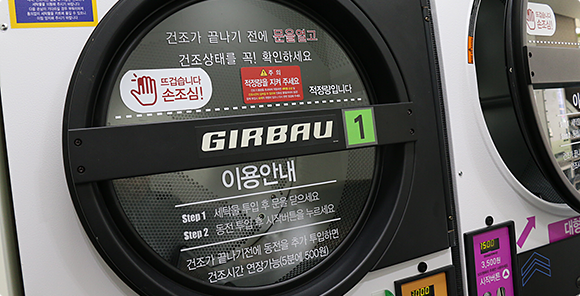 건조가 끝나기 전에 문을열고
건조상태를 꼭! 확인하세요
뜨겁습니다
손조심!
주의
적정량을 지켜 주세요
적정량입니다
GIRBAU
1
이용안내
Step 1 세탁물 투입 후 문을 닫으세요
Step 2 동전 투입 후 시작버튼을 누르세요
건조가 끝나기전에 동전을 추가 투입하면
건조시간 연장가능(5분에 500원)
3,500원
시작버튼
대형